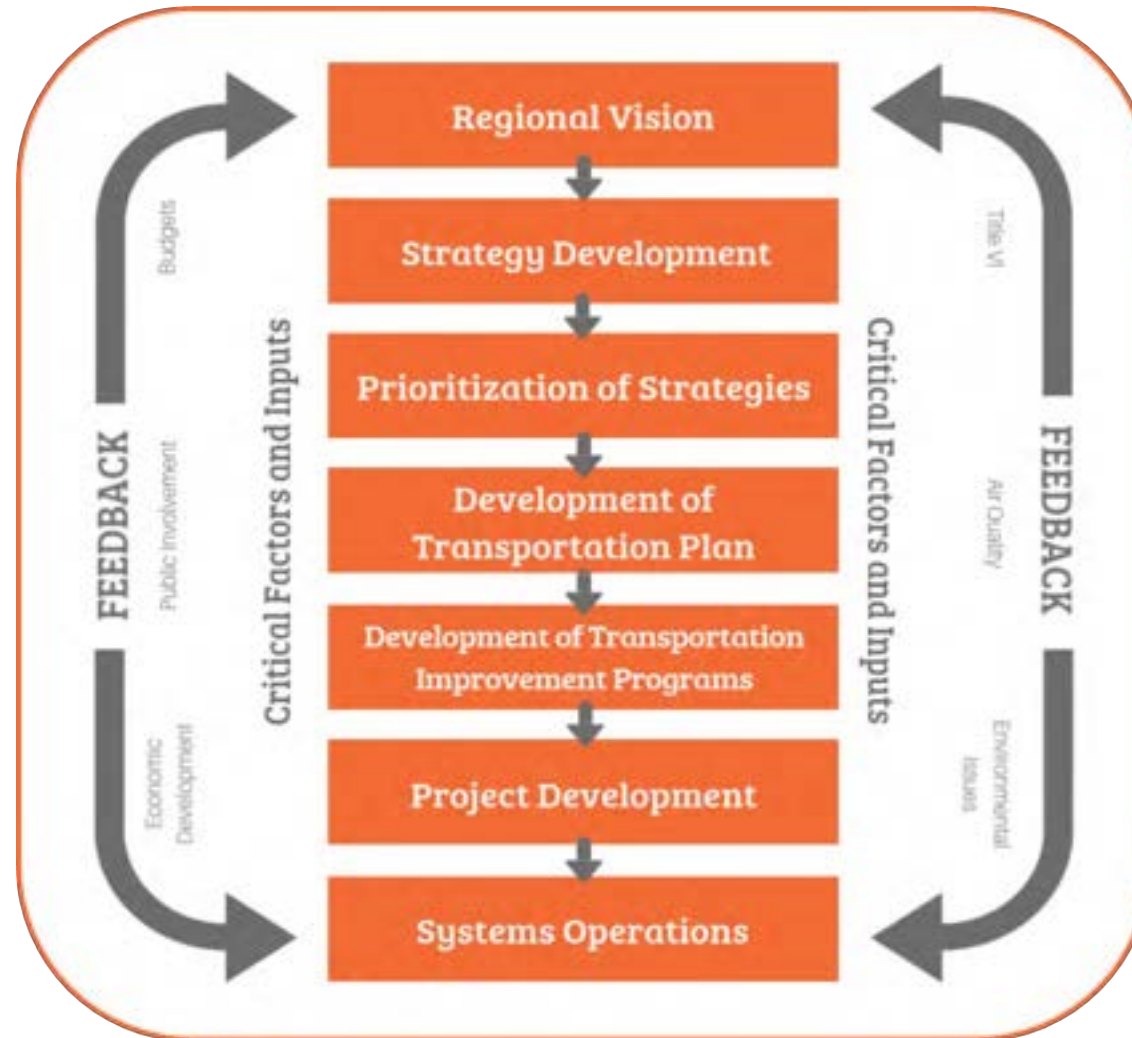 Regional Vision
Strategy Development
Prioritization of Strategies
Development of
Transportation Plan
Development of Transportation
Improvement Programs
Project Development
Systems Operations
FEEDBACK
Budgets
Public Involvement
Economic
Development
Critical Factors and Inputs
Critical Factors and Inputs
Title VI
Air Quality
Environmental
Issues
FEEDBACK